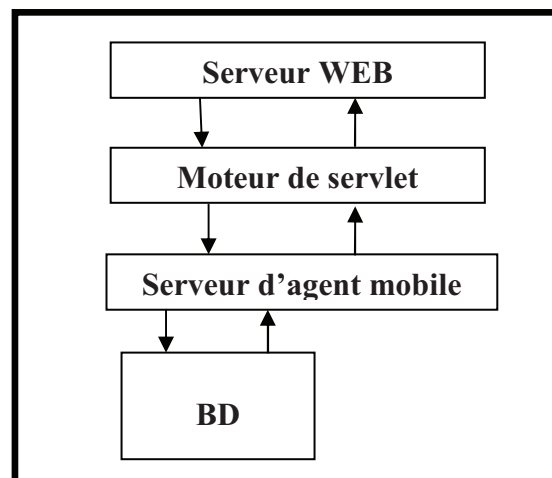 Serveur WEB
Moteur de servlet
Serveur d’agent mobile
BD